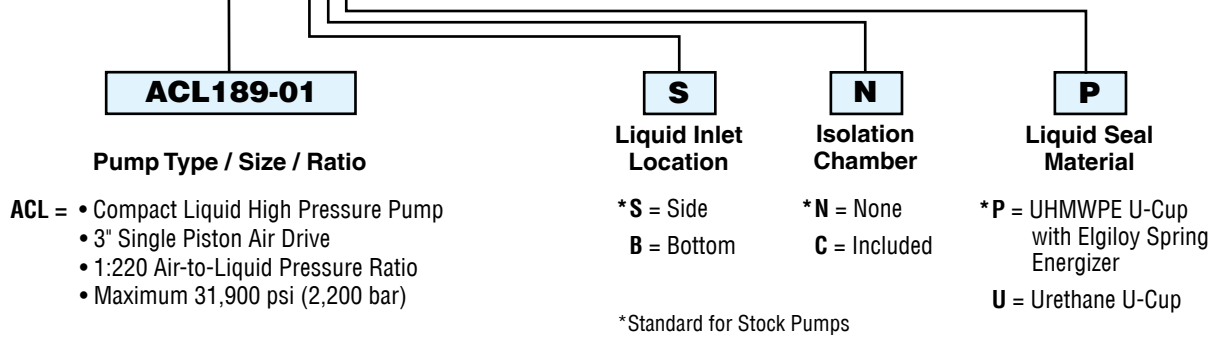 ACL189-01
S
N
P
Pump Type / Size / Ratio
Liquid Inlet
Location
Isolation
Chamber
Liquid Seal
Material
ACL = • Compact Liquid High Pressure Pump
• 3" Single Piston Air Drive
• 1:220 Air-to-Liquid Pressure Ratio
• Maximum 31,900 psi (2,200 bar)
*S = Side
B = Bottom
*N = None
C = Included
*P = UHMWPE U-Cup
with Elgiloy Spring
Energizer
U = Urethane U-Cup
*Standard for Stock Pumps